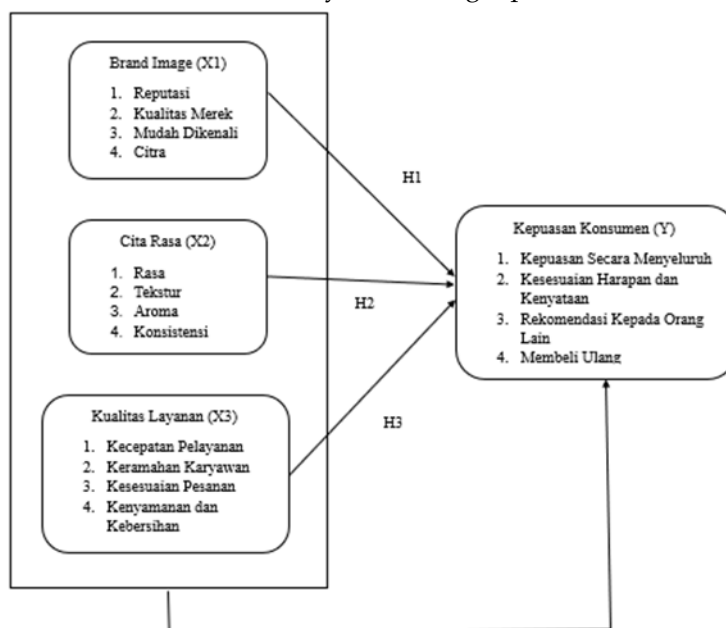 Brand Image (X1)
1. Reputasi
2. Kualitas Merek
3. Mudah Dikenali
4. Citra
H1
Cita Rasa (X2)
1. Rasa
2. Tekstur
3. Aroma
4. Konsistensi
H2
Kepuasan Konsumen (Y)
1. Kepuasan Secara Menyeluruh
2. Kesesuaian Harapan dan
Kenyataan
3. Rekomendasi Kepada Orang
Lain
4. Membeli Ulang
Kualitas Layanan (X3)
1. Kecepatan Pelayanan
2. Keramahan Karyawan
3. Kesesuaian Pesanan
4. Kenyamanan dan
Kebersihan
H3